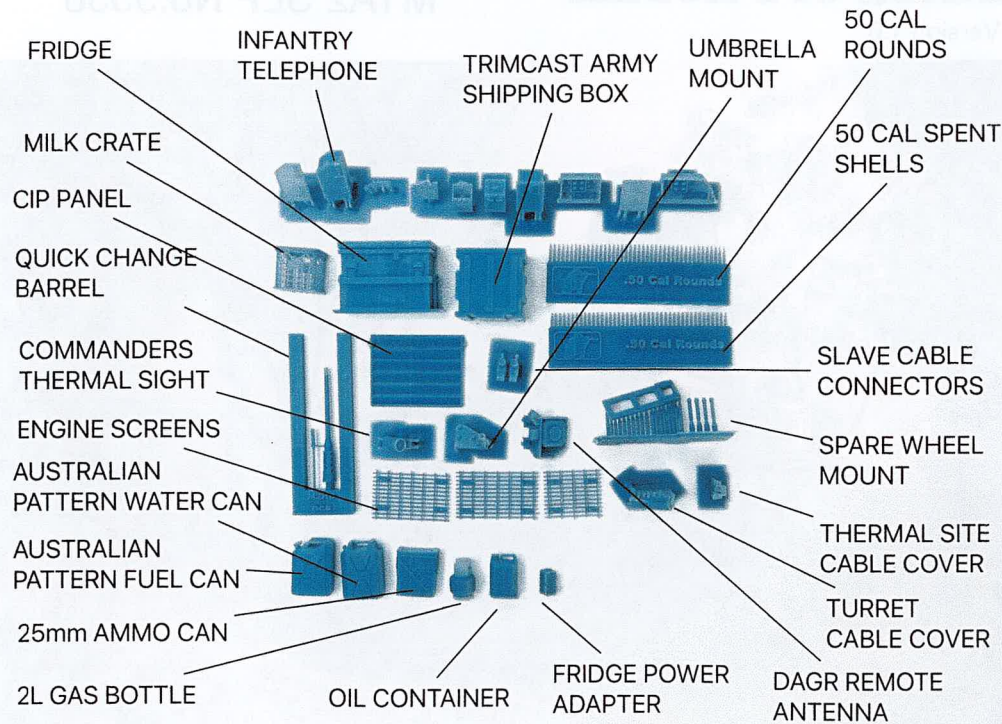 FRIDGE
INFANTRY
TELEPHONE
TRIMCAST ARMY
SHIPPING BOX
UMBRELLA
MOUNT
50 CAL
ROUNDS
MILK CRATE
50 CAL SPENT
SHELLS
CIP PANEL
QUICK CHANGE
BARREL
.50 Cal Rounds
.50 Cal Rounds
COMMANDERS
THERMAL SIGHT
SLAVE CABLE
CONNECTORS
ENGINE SCREENS
SPARE WHEEL
MOUNT
AUSTRALIAN
PATTERN WATER CAN
THERMAL SITE
CABLE COVER
AUSTRALIAN
PATTERN FUEL CAN
TURRET
CABLE COVER
25mm AMMO CAN
2L GAS BOTTLE
OIL CONTAINER
FRIDGE POWER
ADAPTER
DAGR REMOTE
ANTENNA